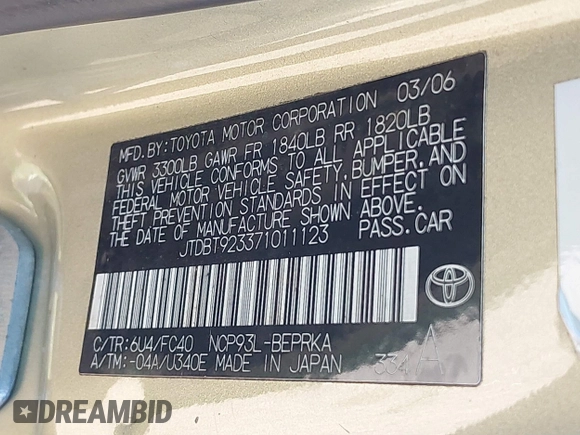 MFD. BY: TOYOTA MOTOR CORPORATION 03/06
GVWR 3300LB GAWR FR 1840LB RR 1820LB
THIS VEHICLE CONFORMS TO ALL APPLICABLE
FEDERAL MOTOR VEHICLE SAFETY, BUMPER, AND
THEFT PREVENTION STANDARDS IN EFFECT ON
THE DATE OF MANUFACTURE SHOWN ABOVE.
JTDBT923371011123 PASS.CAR
TOYOTA
C/TR:6U4/FC40 NCP93L-BEPRKA
A/TM:-04A/U340E MADE IN JAPAN 334 A
DREAMBID